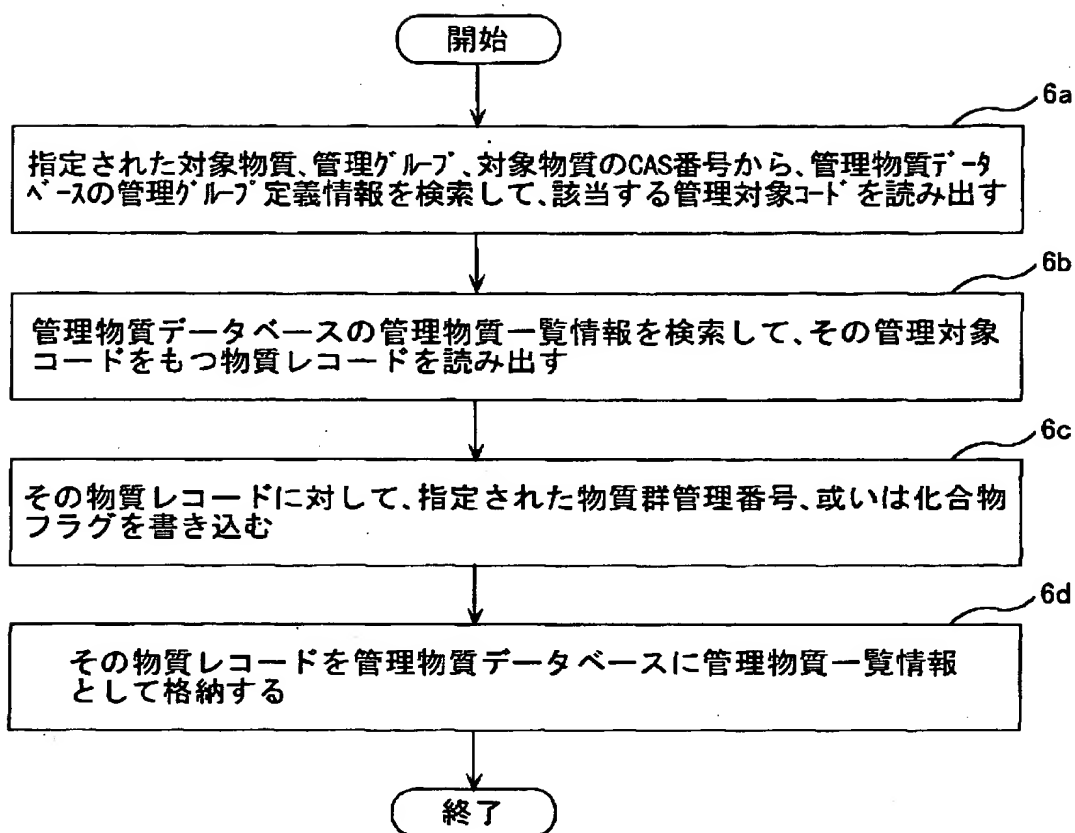 開始
6a
指定された対象物質、管理グループ、対象物質のCAS番号から、管理物質データ
ベースの管理グループ定義情報を検索して、該当する管理対象コードを読み出す
6b
管理物質データベースの管理物質一覧情報を検索して、その管理対象
コードをもつ物質レコードを読み出す
6c
その物質レコードに対して、指定された物質群管理番号、或いは化合物
フラグを書き込む
6d
その物質レコードを管理物質データベースに管理物質一覧情報
として格納する
終了